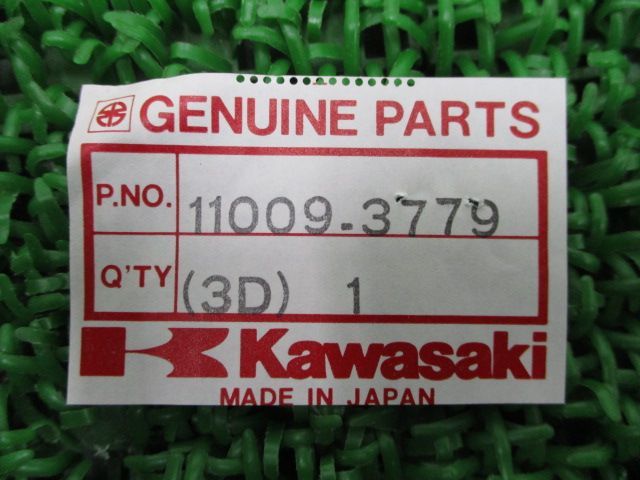 GENUINE PARTS
P.NO. 11009-3779
Q'TY (3D) 1
Kawasaki
MADE IN JAPAN